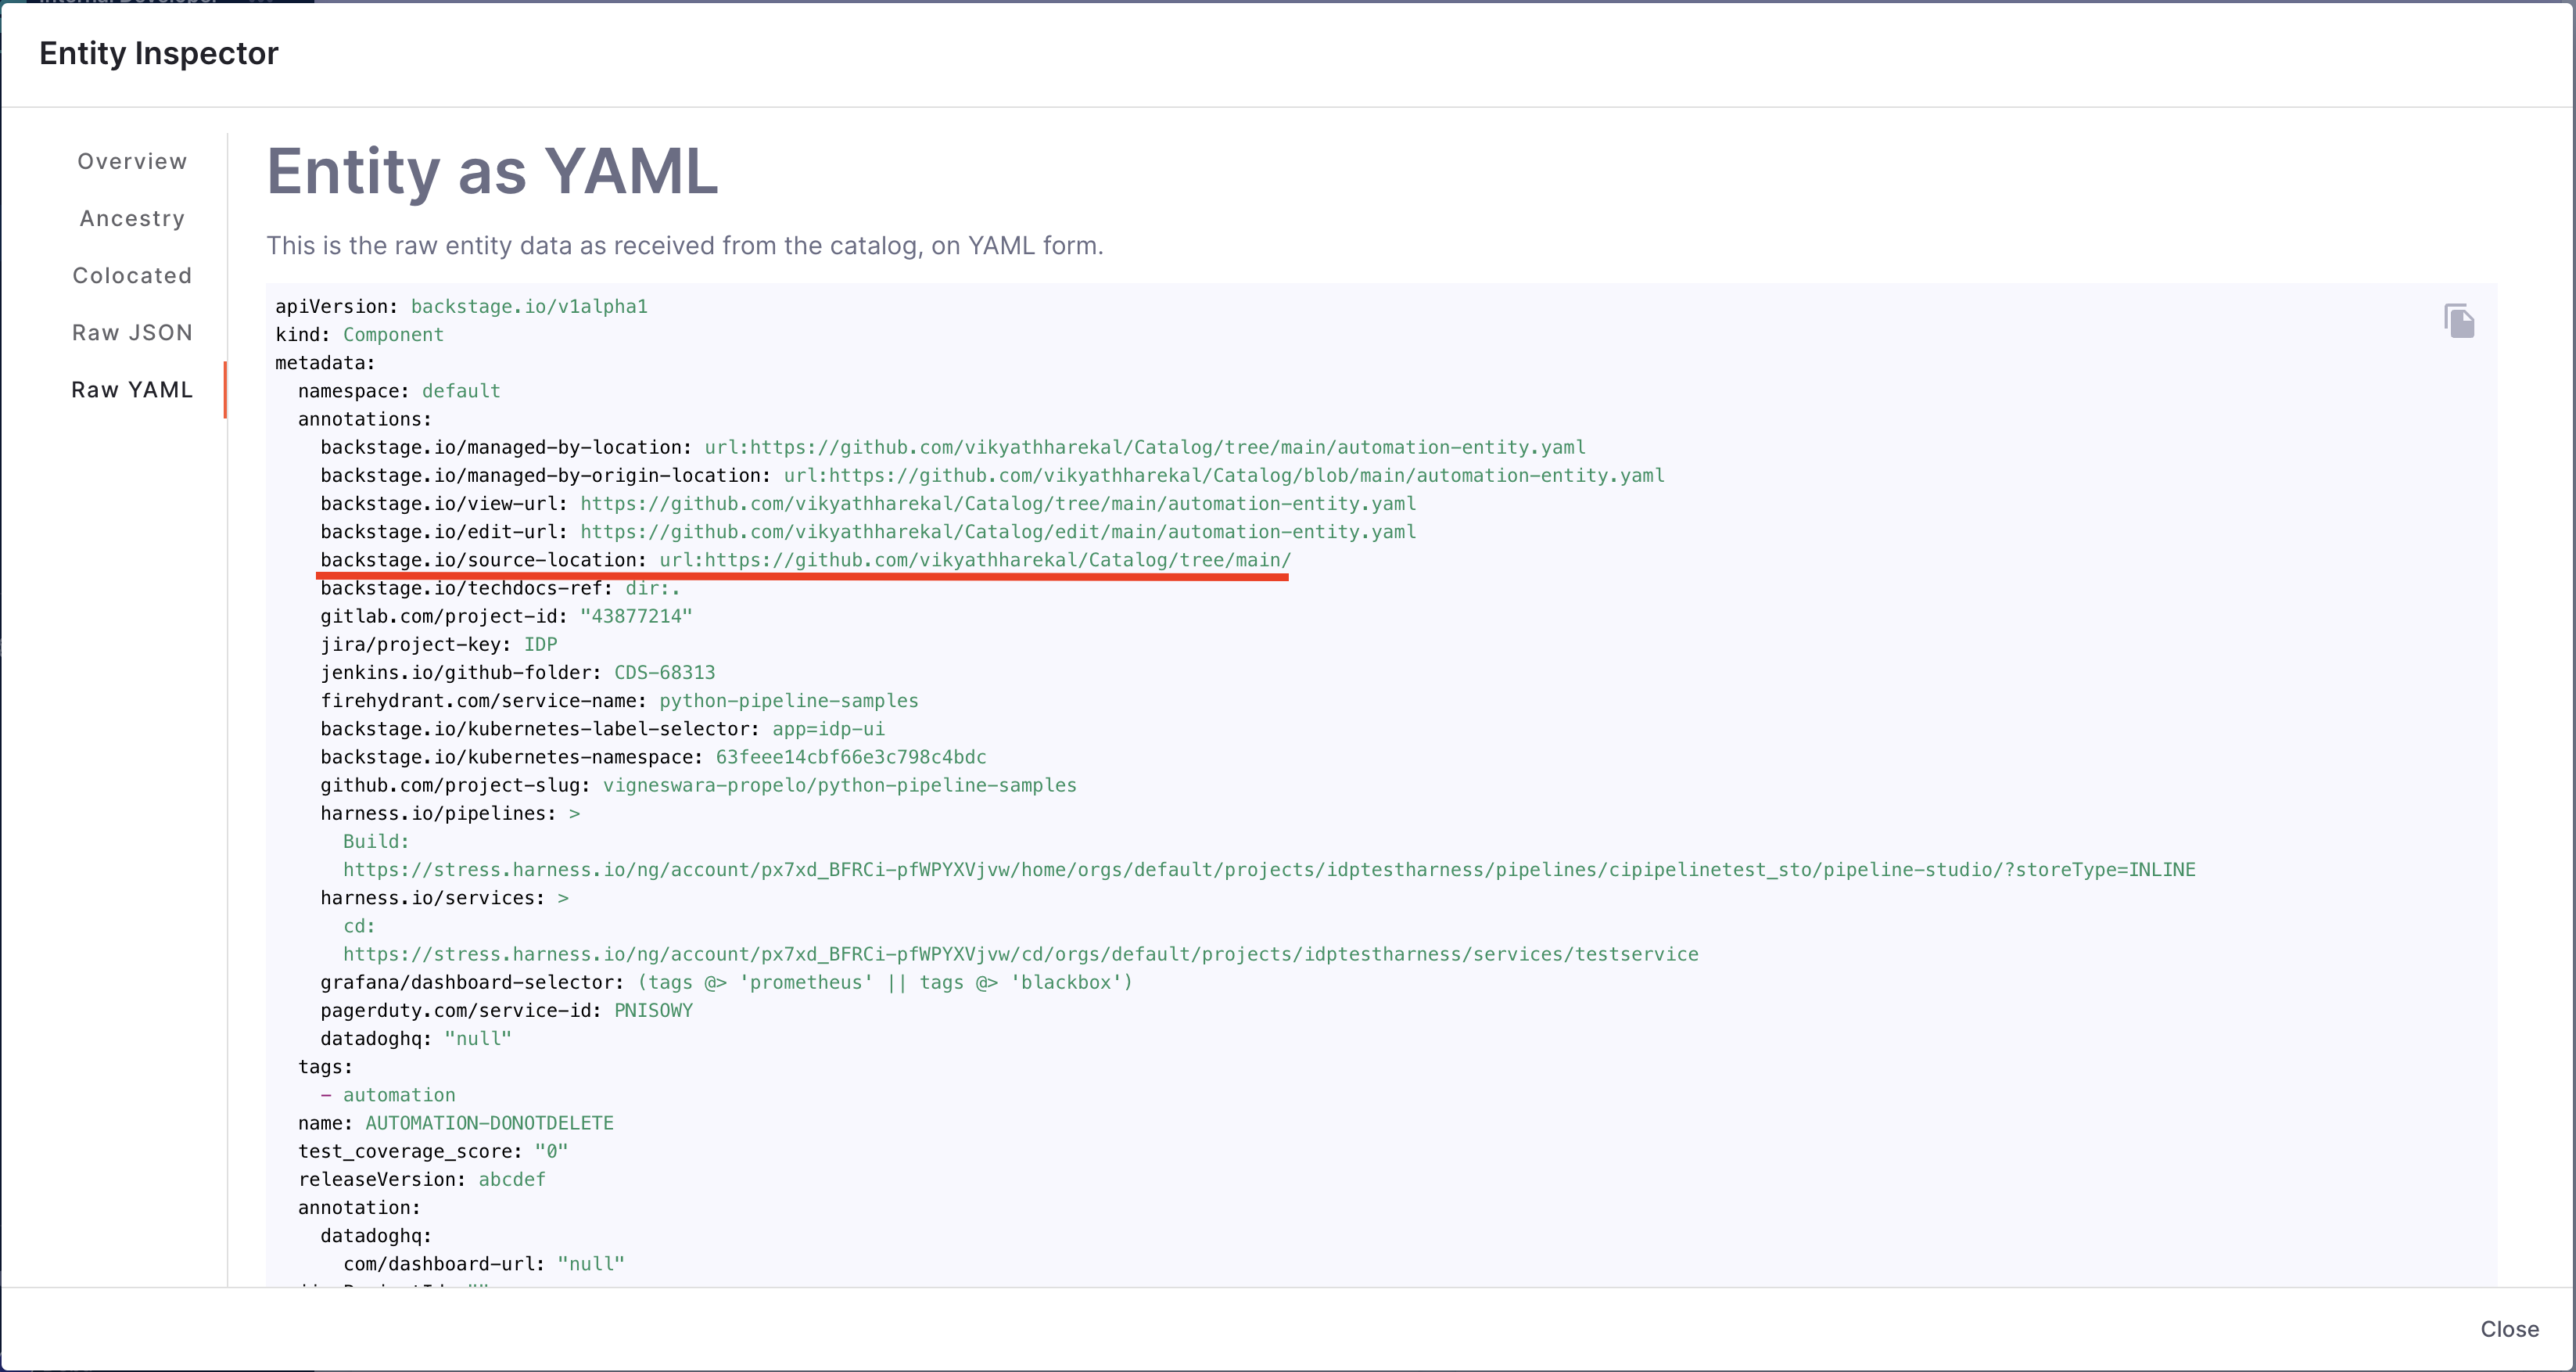 Entity Inspector
Overview
Ancestry
Colocated
Raw JSON
Raw YAML
Entity as YAML
This is the raw entity data as received from the catalog, on YAML form.
apiVersion: backstage.io/v1alpha1
kind: Component
metadata:
  namespace: default
  annotations:
    backstage.io/managed-by-location: url:https://github.com/vikyathharekal/Catalog/tree/main/automation-entity.yaml
    backstage.io/managed-by-origin-location: url:https://github.com/vikyathharekal/Catalog/blob/main/automation-entity.yaml
    backstage.io/view-url: https://github.com/vikyathharekal/Catalog/tree/main/automation-entity.yaml
    backstage.io/edit-url: https://github.com/vikyathharekal/Catalog/edit/main/automation-entity.yaml
    backstage.io/source-location: url:https://github.com/vikyathharekal/Catalog/tree/main/
    backstage.io/techdocs-ref: dir:.
    gitlab.com/project-id: "43877214"
    jira/project-key: IDP
    jenkins.io/github-folder: CDS-68313
    firehydrant.com/service-name: python-pipeline-samples
    backstage.io/kubernetes-label-selector: app=idp-ui
    backstage.io/kubernetes-namespace: 63feee14cbf66e3c798c4bdc
    github.com/project-slug: vigneswara-propelo/python-pipeline-samples
    harness.io/pipelines: >
      Build:
      https://stress.harness.io/ng/account/px7xd_BFRCi-pfWPYXVjvw/home/orgs/default/projects/idptestharness/pipelines/cipipelinetest_sto/pipeline-studio/?storeType=INLINE
    harness.io/services: >
      cd:
      https://stress.harness.io/ng/account/px7xd_BFRCi-pfWPYXVjvw/cd/orgs/default/projects/idptestharness/services/testservice
    grafana/dashboard-selector: (tags @> 'prometheus' || tags @> 'blackbox')
    pagerduty.com/service-id: PNISOWY
    datadoghq: "null"
  tags:
    - automation
  name: AUTOMATION-DONOTDELETE
  test_coverage_score: "0"
  releaseVersion: abcdef
  annotation:
    datadoghq:
      com/dashboard-url: "null"
Close